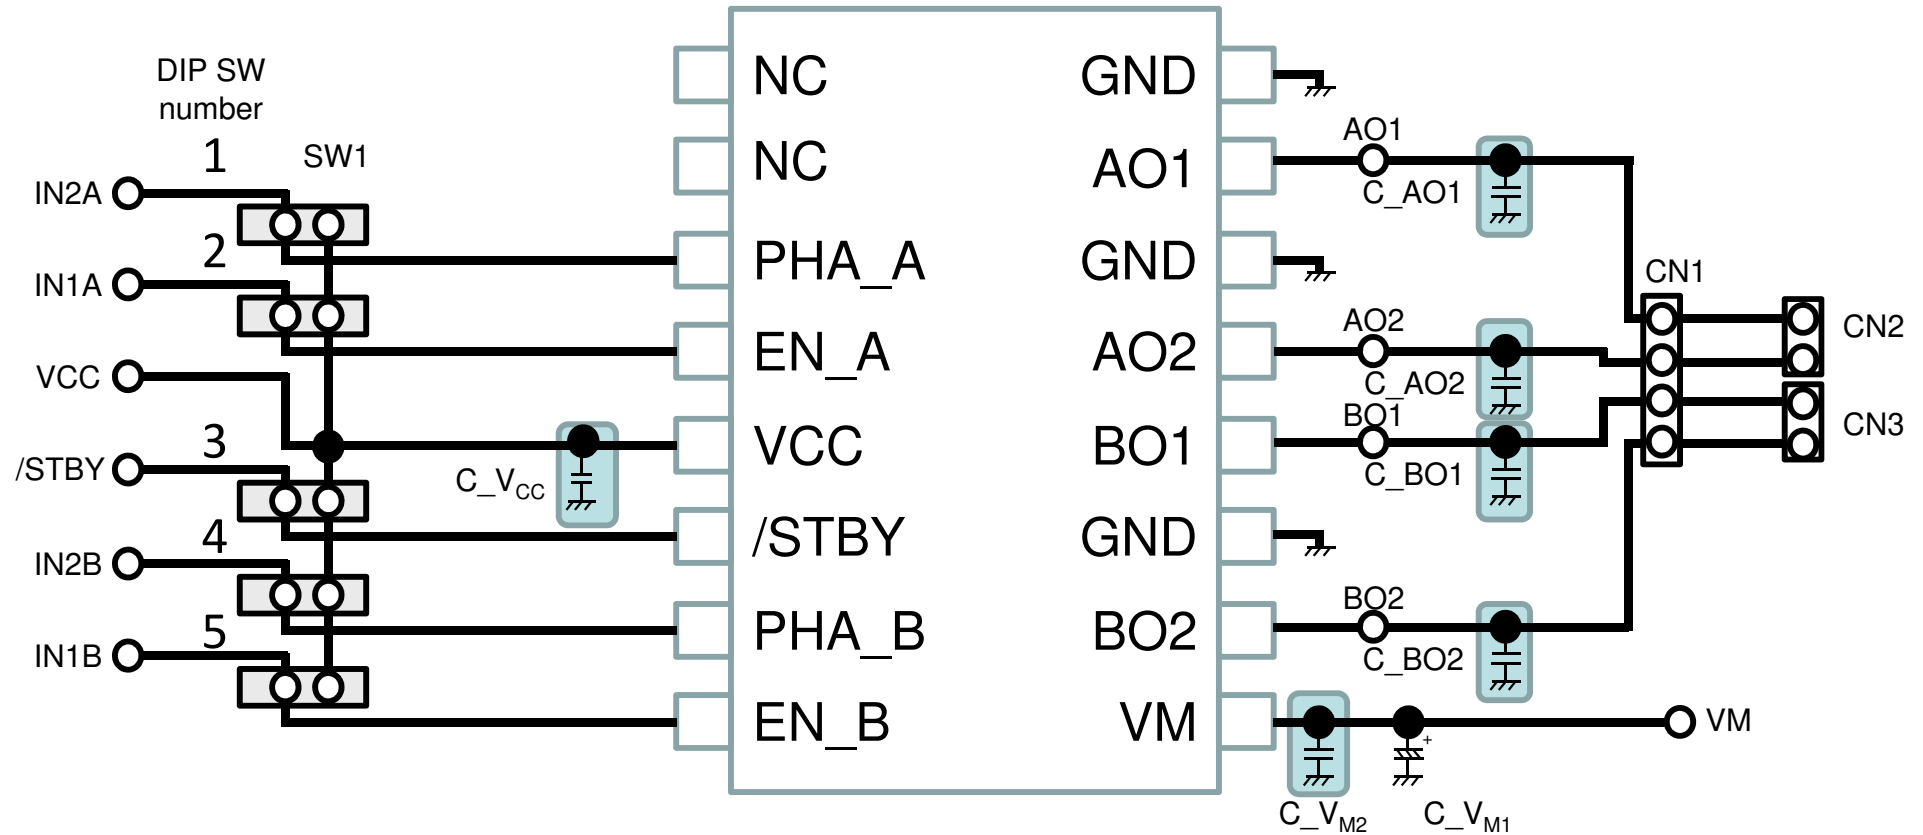 DIP SW
number
1
SW1
IN2A
2
IN1A
VCC
3
/STBY
4
IN2B
5
IN1B
C_VCC
NC
NC
PHA_A
EN_A
VCC
/STBY
PHA_B
EN_B
GND
AO1
GND
AO2
BO1
GND
BO2
VM
AO1
C_AO1
AO2
C_AO2
BO1
C_BO1
BO2
C_BO2
CN1
CN2
CN3
VM
+
C_VM2
C_VM1